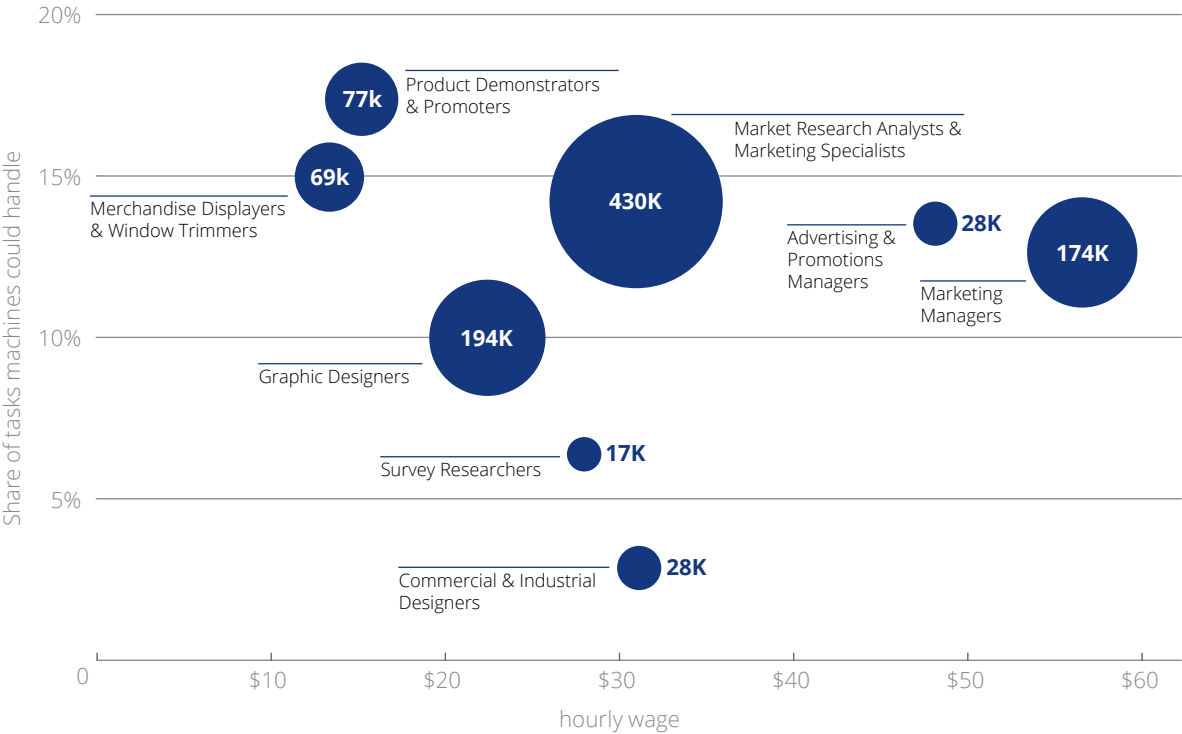 20%
77k
Product Demonstrators
& Promoters
Market Research Analysts &
Marketing Specialists
15%
69k
Merchandise Displayers
& Window Trimmers
430K
28K
Advertising &
Promotions
Managers
174K
Marketing
Managers
10%
194K
Graphic Designers
17K
Survey Researchers
5%
28K
Commercial & Industrial
Designers
Share of tasks machines could handle
0
$10
$20
$30
$40
$50
$60
hourly wage